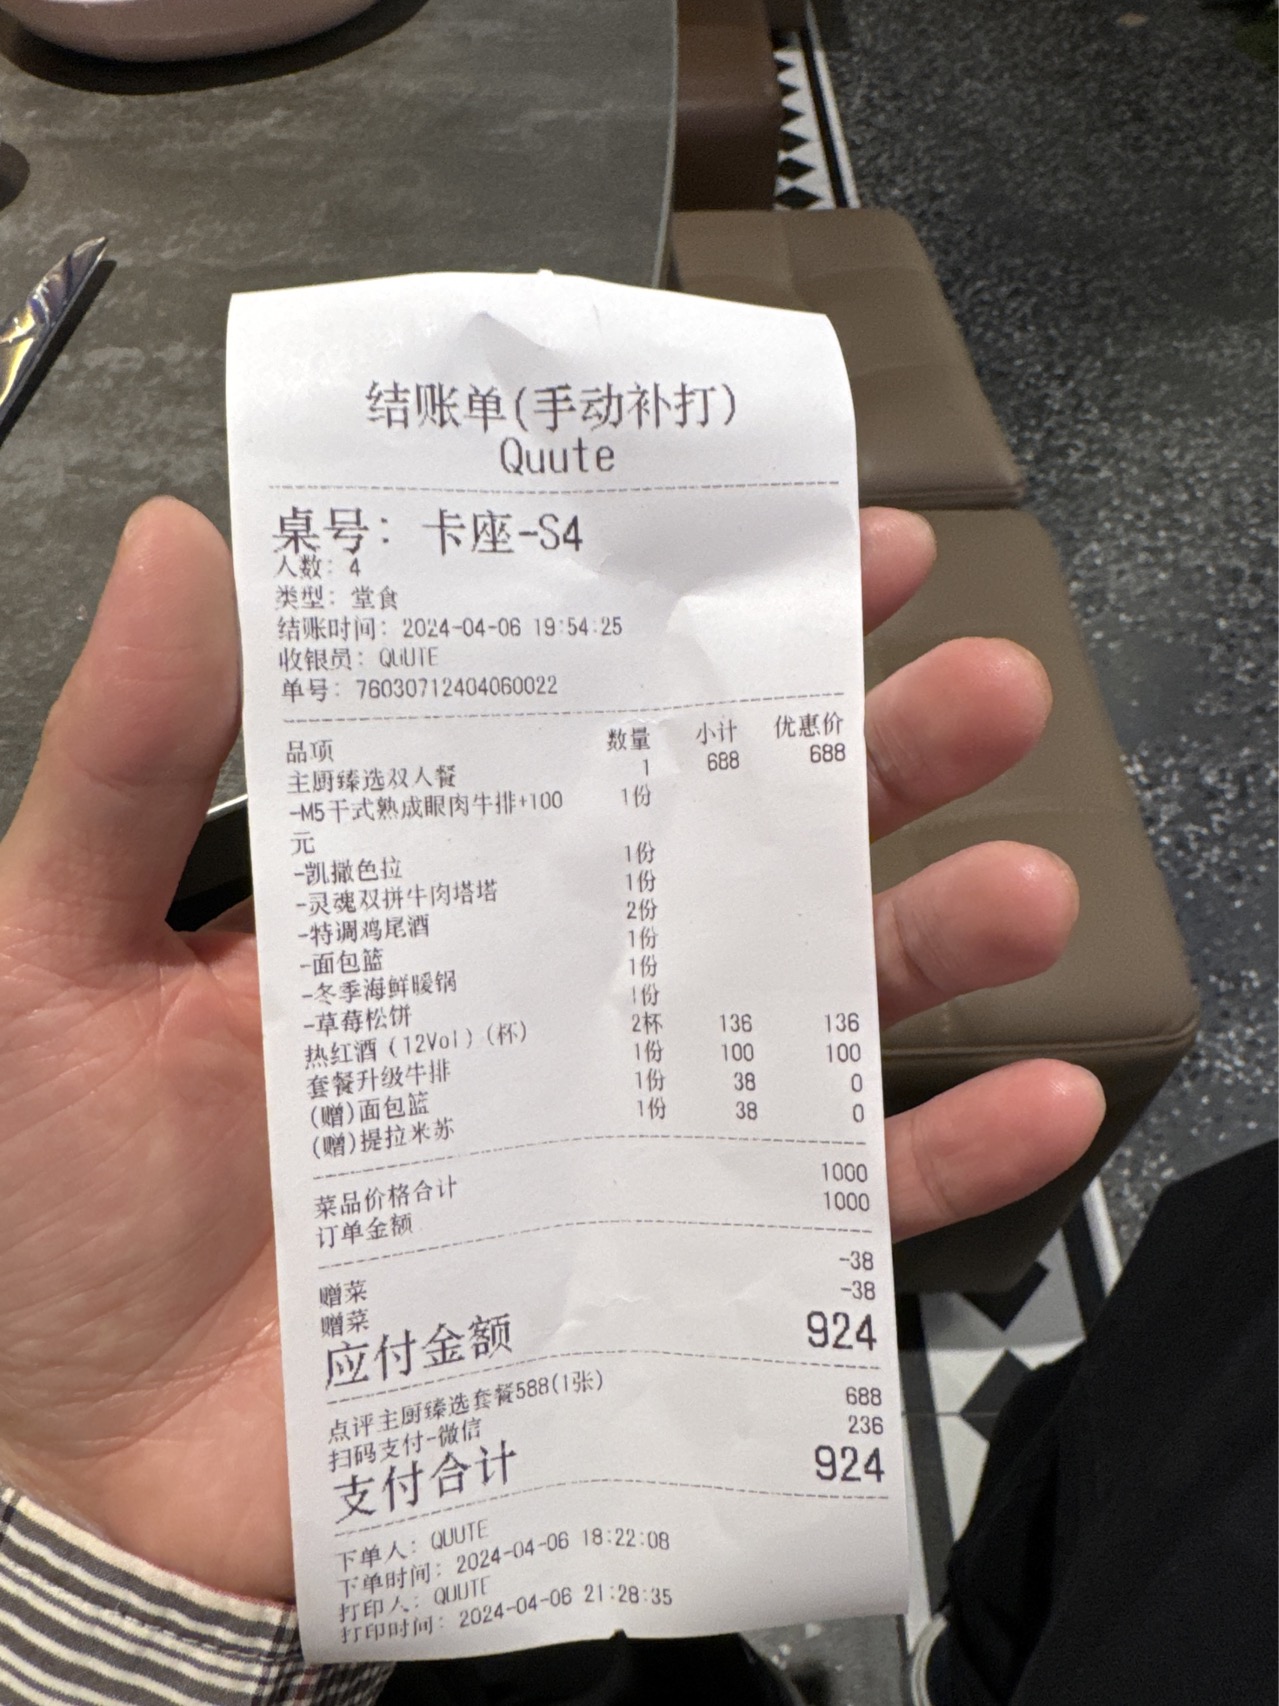 结账单(手动补打)
Quute
桌号: 卡座-S4
人数: 4
类型: 堂食
结账时间: 2024-04-06 19:54:25
收银员: QUUTE
单号: 76030712404060022
品项 数量 小计 优惠价
主厨臻选双人餐 1 688 688
-M5干式熟成眼肉牛排+100 1份
元
-凯撒色拉 1份
-灵魂双拼牛肉塔塔 1份
-特调鸡尾酒 2份
-面包篮 1份
-冬季海鲜暖锅 1份
-草莓松饼 1份
热红酒(12Vol)(杯) 2杯 136 136
套餐升级牛排 1份 100 100
(赠)面包篮 1份 38 0
(赠)提拉米苏 1份 38 0
菜品价格合计 1000
订单金额 1000
赠菜 -38
赠菜 -38
应付金额 924
点评主厨臻选套餐588(1张) 688
扫码支付-微信 236
支付合计 924
下单人: QUUTE
下单时间: 2024-04-06 18:22:08
打印人: QUUTE
打印时间: 2024-04-06 21:28:35